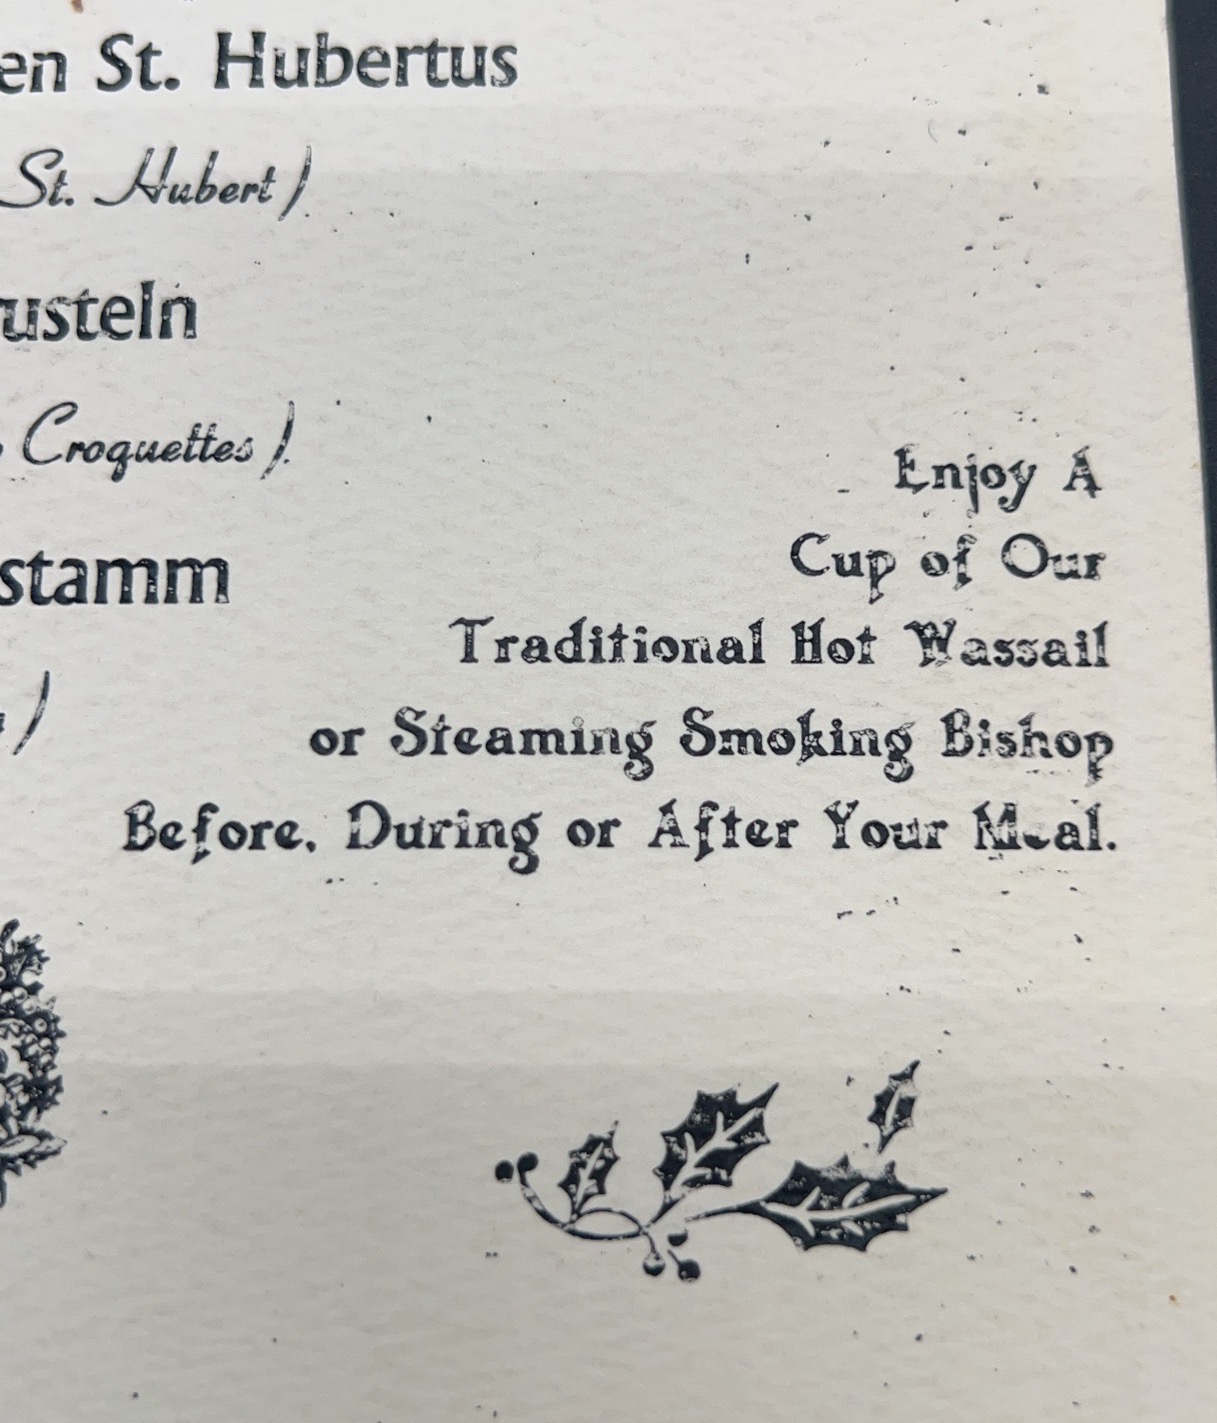 en St. Hubertus
St. Hubert)
usteln
Croquettes)
stamm
)
Enjoy A
Cup of Our
Traditional Hot Wassail
or Steaming Smoking Bishop
Before, During or After Your Meal.